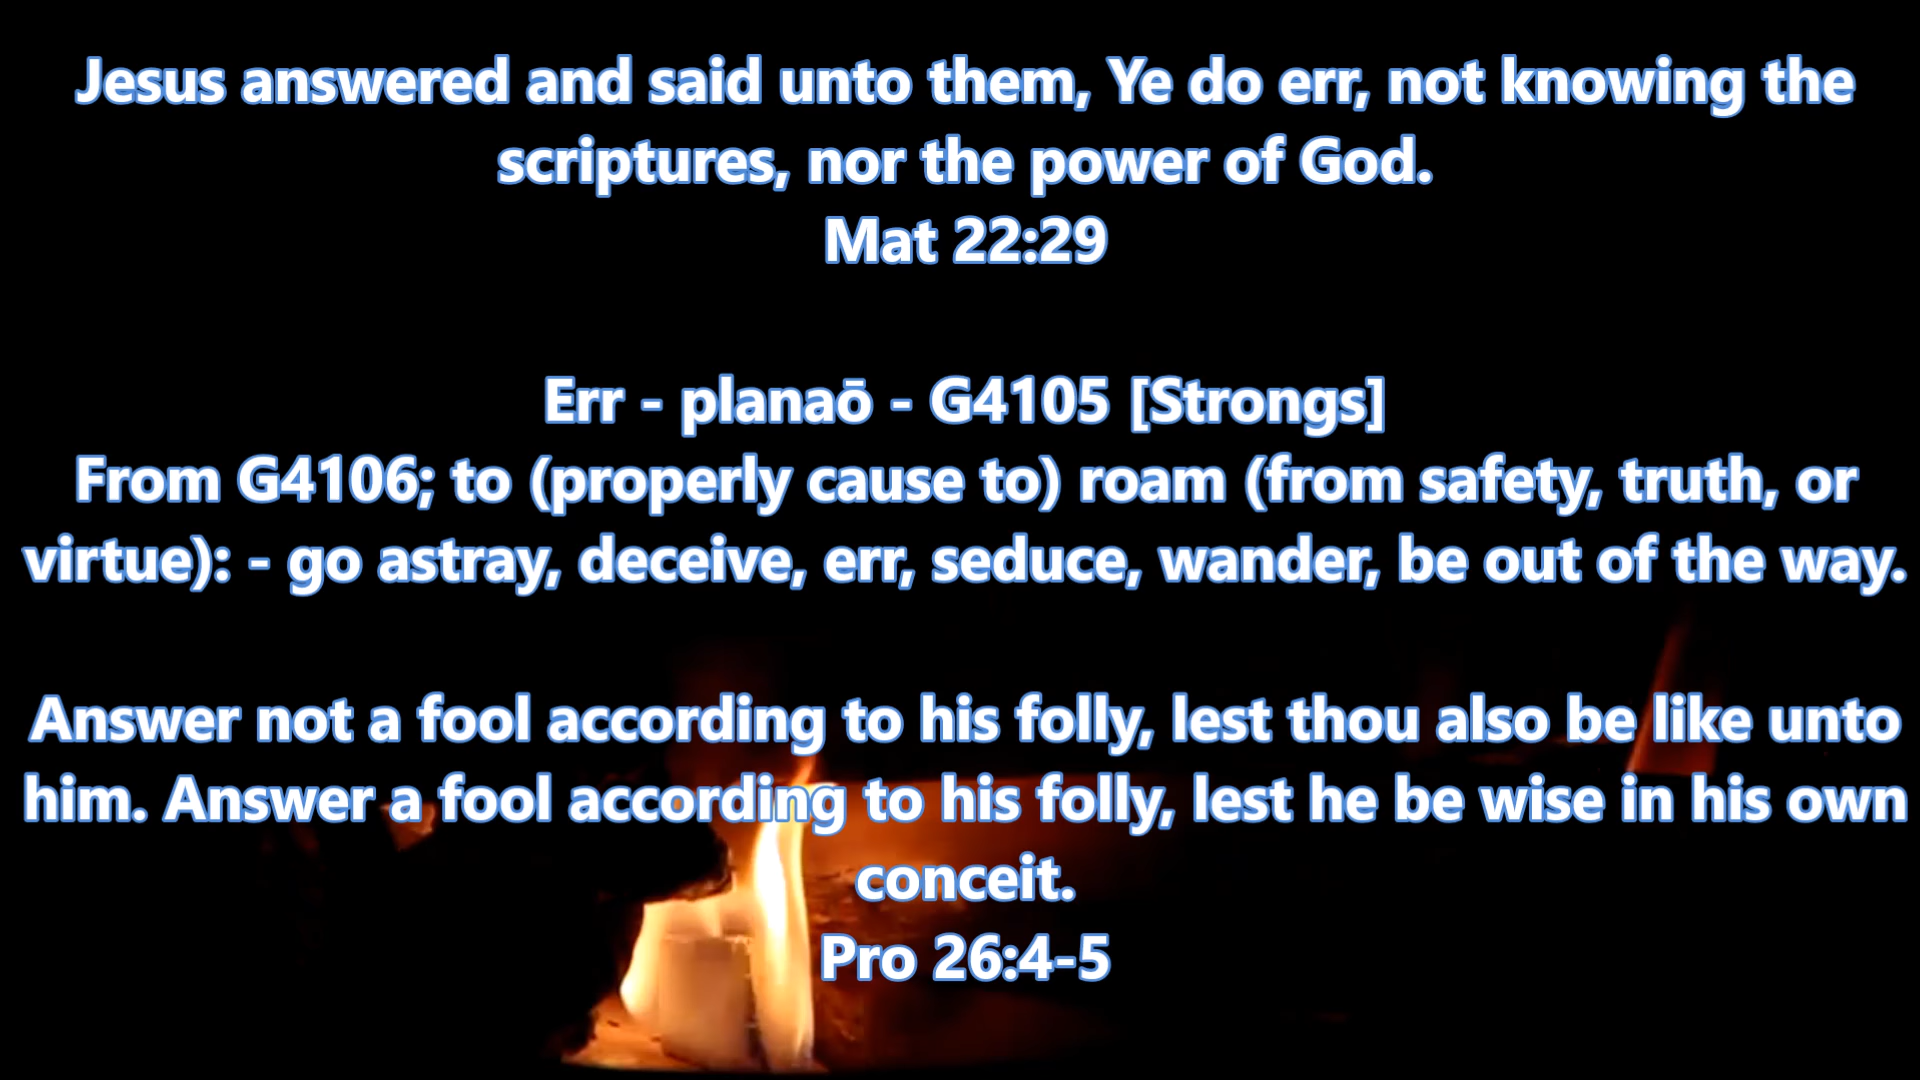 Jesus answered and said unto them, Ye do err, not knowing the
scriptures, nor the power of God.
Mat 22:29
Err - planaō - G4105 [Strongs]
From G4106; to (properly cause to) roam (from safety, truth, or
virtue): - go astray, deceive, err, seduce, wander, be out of the way.
Answer not a fool according to his folly, lest thou also be like unto
him. Answer a fool according to his folly, lest he be wise in his own
conceit.
Pro 26:4-5